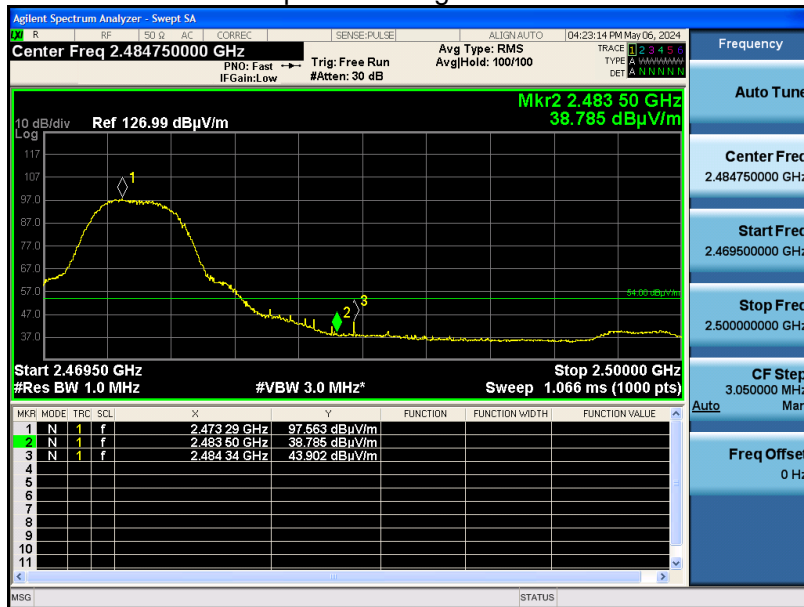 Agilent Spectrum Analyzer - Swept SA
LXI R RF 50 Ω AC CORREC SENSE:PULSE ALIGN AUTO 04:23:14 PM May 06, 2024
Center Freq 2.484750000 GHz
PNO: Fast
IFGain:Low
Trig: Free Run
#Atten: 30 dB
Avg Type: RMS
Avg|Hold: 100/100
TRACE 1 2 3 4 5 6
TYPE A WWWWW
DET A N N N N N
Mkr2 2.483 50 GHz
38.785 dBµV/m
10 dB/div Ref 126.99 dBµV/m
Log
117
107
97.0
87.0
77.0
67.0
57.0
47.0
37.0
1
2
3
54.00 dBµV/m
Start 2.46950 GHz Stop 2.50000 GHz
#Res BW 1.0 MHz #VBW 3.0 MHz* Sweep 1.066 ms (1000 pts)
MKR MODE TRC SCL X Y FUNCTION FUNCTION WIDTH FUNCTION VALUE
1 N 1 f 2.473 29 GHz 97.563 dBµV/m
2 N 1 f 2.483 50 GHz 38.785 dBµV/m
3 N 1 f 2.484 34 GHz 43.902 dBµV/m
4
5
6
7
8
9
10
11
MSG STATUS
Frequency
Auto Tune
Center Freq
2.484750000 GHz
Start Freq
2.469500000 GHz
Stop Freq
2.500000000 GHz
CF Step
3.050000 MHz
Auto Man
Freq Offset
0 Hz